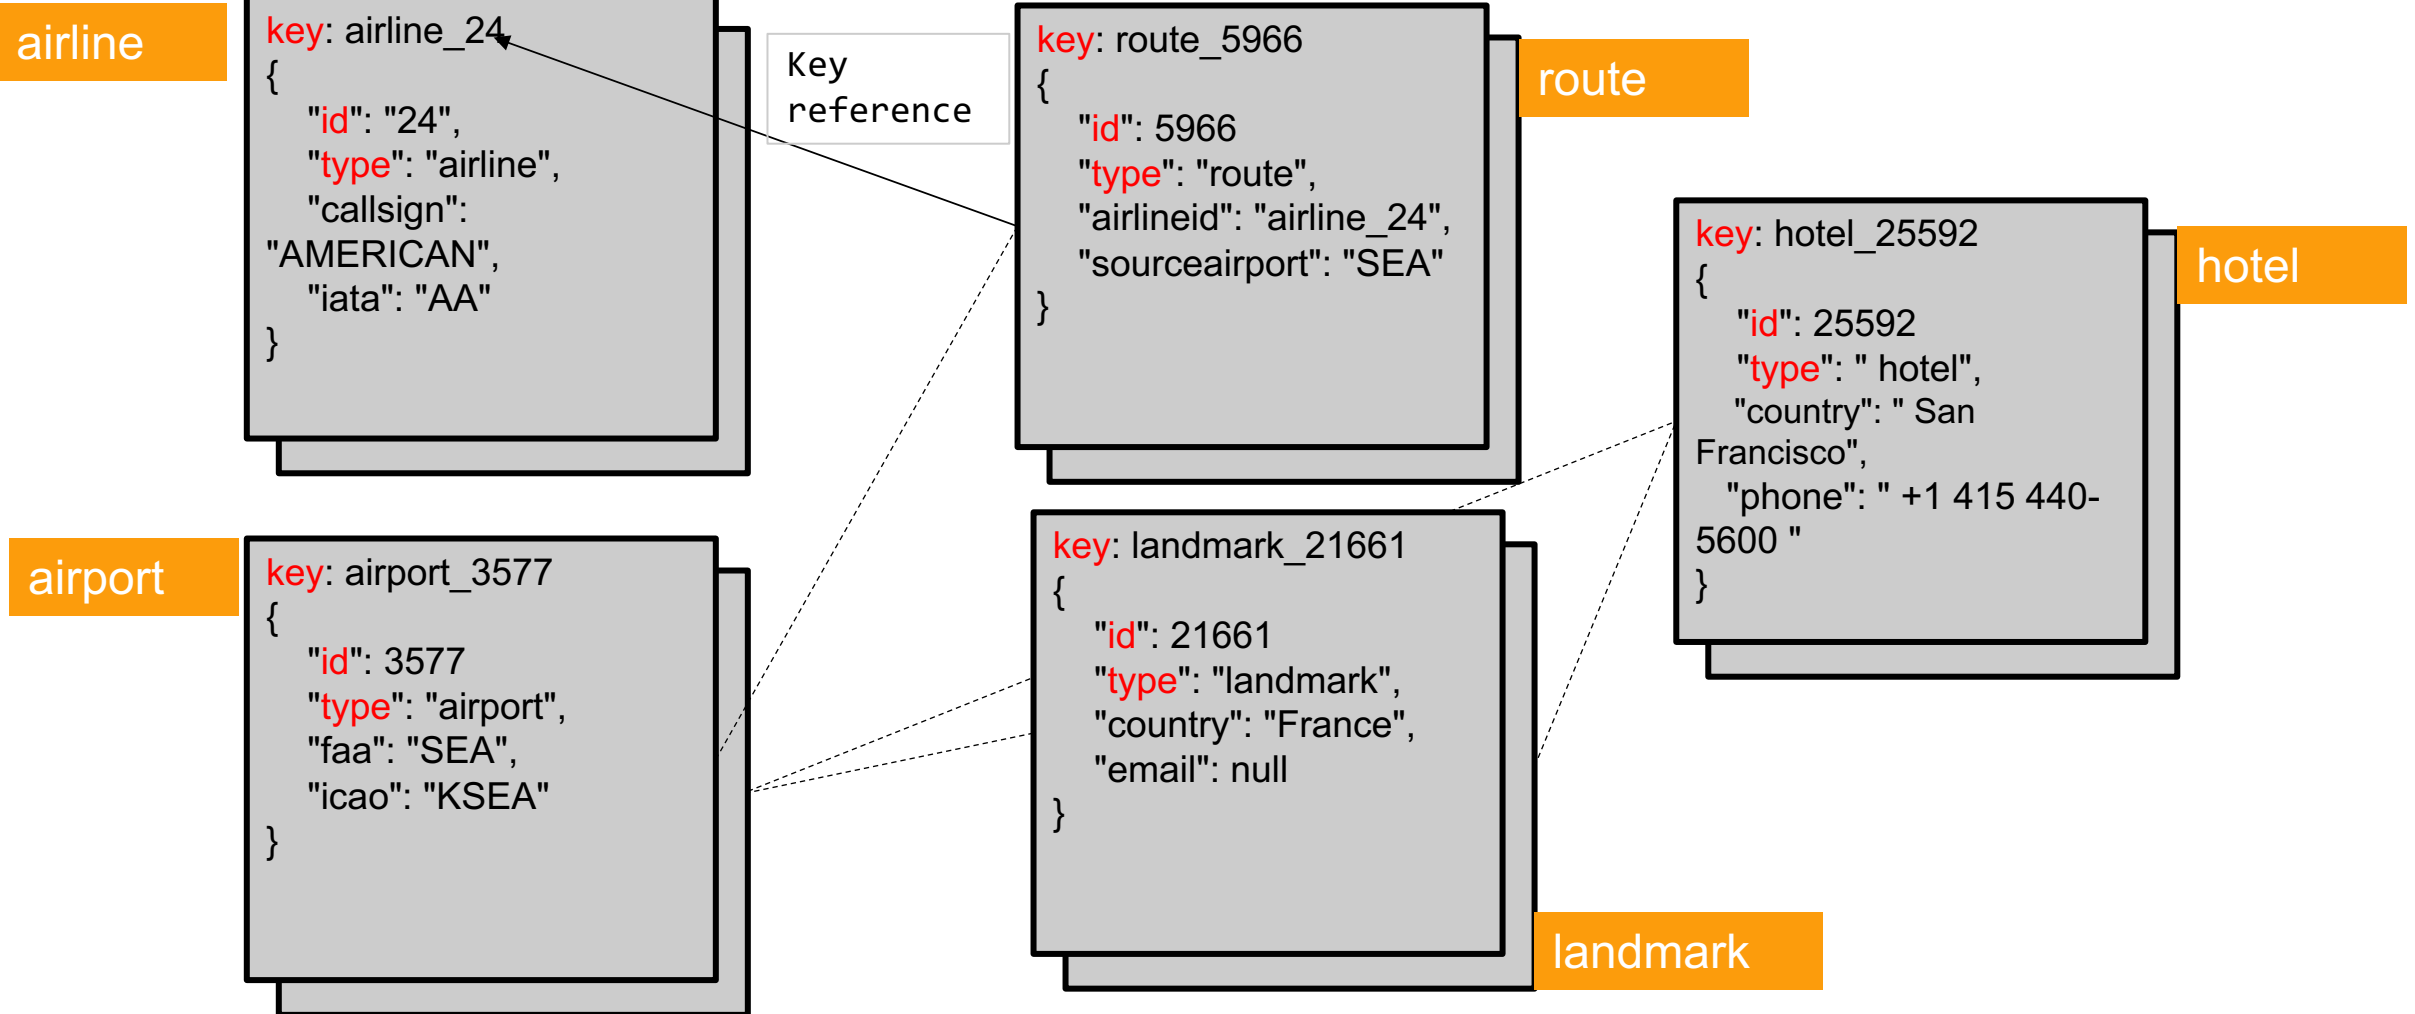 airline
key: airline_24
{
"id": "24",
"type": "airline",
"callsign":
"AMERICAN",
"iata": "AA"
}
Key
reference
key: route_5966
{
"id": 5966
"type": "route",
"airlineid": "airline_24",
"sourceairport": "SEA"
}
route
key: hotel_25592
{
"id": 25592
"type": " hotel",
"country": " San
Francisco",
"phone": " +1 415 440-
5600 "
}
hotel
airport
key: airport_3577
{
"id": 3577
"type": "airport",
"faa": "SEA",
"icao": "KSEA"
}
key: landmark_21661
{
"id": 21661
"type": "landmark",
"country": "France",
"email": null
}
landmark